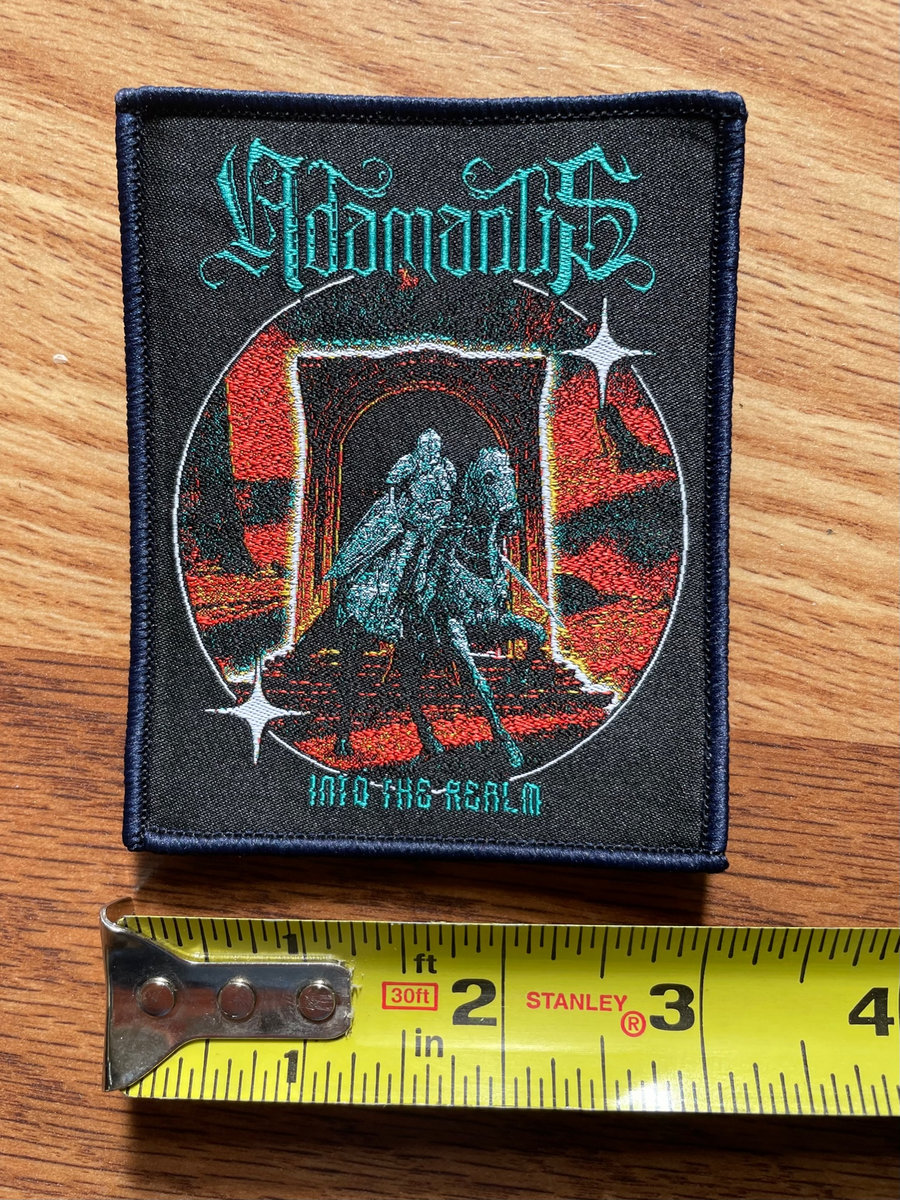 Adamantis
INTO THE REALM
1 ft
30ft 2 STANLEY ® 3 4
in
1